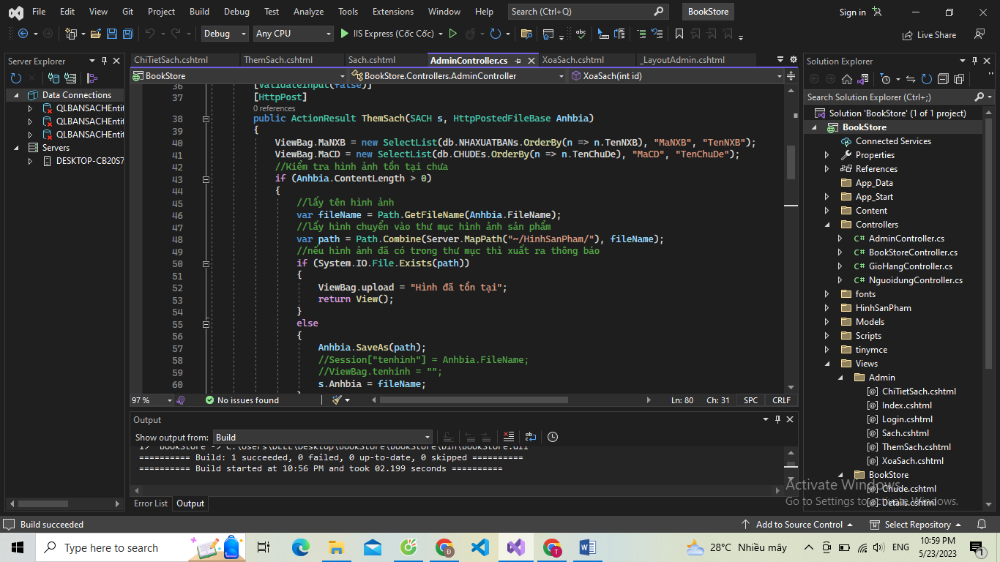 File Edit View Git Project Build Debug Test Analyze Tools Extensions Window Help Search (Ctrl+Q) BookStore Sign in
Debug Any CPU IIS Express (Cốc Cốc) Live Share
Server Explorer
Data Connections
QLBANSACHEntit
QLBANSACHEntit
QLBANSACHEntit
Servers
DESKTOP-CB20S7
ChiTietSach.cshtml ThemSach.cshtml Sach.cshtml AdminController.cs XoaSach.cshtml _LayoutAdmin.cshtml
BookStore BookStore.Controllers.AdminController XoaSach(int id)
36 [ValidateInput(false)]
37 [HttpPost]
0 references
38 public ActionResult ThemSach(SACH s, HttpPostedFileBase Anhbia)
39 {
40 ViewBag.MaNXB = new SelectList(db.NHAXUATBANs.OrderBy(n => n.TenNXB), "MaNXB", "TenNXB");
41 ViewBag.MaCD = new SelectList(db.CHUDEs.OrderBy(n => n.TenChuDe), "MaCD", "TenChuDe");
42 //Kiểm tra hình ảnh tồn tại chưa
43 if (Anhbia.ContentLength > 0)
44 {
45 //lấy tên hình ảnh
46 var fileName = Path.GetFileName(Anhbia.FileName);
47 //lấy hình chuyển vào thư mục hình ảnh sản phẩm
48 var path = Path.Combine(Server.MapPath("~/HinhSanPham/"), fileName);
49 //nếu hình ảnh đã có trong thư mục thì xuất ra thông báo
50 if (System.IO.File.Exists(path))
51 {
52 ViewBag.upload = "Hình đã tồn tại";
53 return View();
54 }
55 else
56 {
57 Anhbia.SaveAs(path);
58 //Session["tenhinh"] = Anhbia.FileName;
59 //ViewBag.tenhinh = "";
60 s.Anhbia = fileName;
97 % No issues found Ln: 80 Ch: 31 SPC CRLF
Output
Show output from: Build
1> BookStore -> C:\Users\DELL\Desktop\BookStore\BookStore\bin\BookStore.dll
========== Build: 1 succeeded, 0 failed, 0 up-to-date, 0 skipped ==========
========== Build started at 10:56 PM and took 02.199 seconds ==========
Error List Output
Solution Explorer
Search Solution Explorer (Ctrl+;)
Solution 'BookStore' (1 of 1 project)
BookStore
Connected Services
Properties
References
App_Data
App_Start
Content
Controllers
C# AdminController.cs
C# BookStoreController.cs
C# GioHangController.cs
C# NguoidungController.cs
fonts
HinhSanPham
Models
Scripts
tinymce
Views
Admin
[@] ChiTietSach.cshtml
[@] Index.cshtml
[@] Login.cshtml
[@] Sach.cshtml
[@] ThemSach.cshtml
[@] XoaSach.cshtml
BookStore
[@] Chude.cshtml
[@] Details.cshtml
Activate Windows
Go to Settings to activate Windows.
Build succeeded Add to Source Control Select Repository
Type here to search 28°C Nhiều mây ENG 10:59 PM
5/23/2023
1